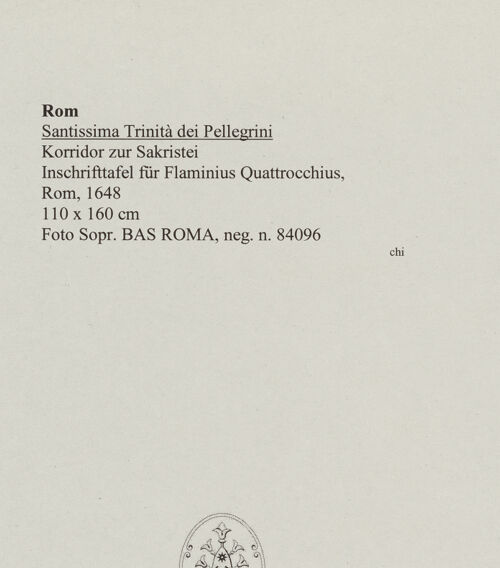 Rom
Santissima Trinità dei Pellegrini
Korridor zur Sakristei
Inschrifttafel für Flaminius Quattrocchius,
Rom, 1648
110 x 160 cm
Foto Sopr. BAS ROMA, neg. n. 84096
chi